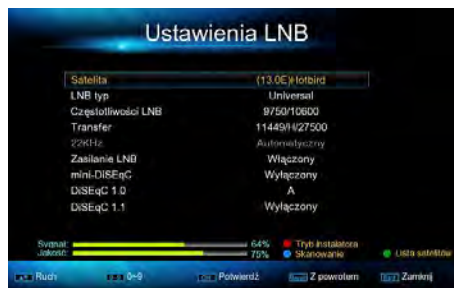 Ustawienia LNB
Satelita (13.0E)Hotbird
LNB typ Universal
Częstotliwości LNB 9750/10600
Transfer 11449/H/27500
22KHz Automatyczny
Zasilanie LNB Włączony
mini-DiSEqC Wyłączony
DiSEqC 1.0 A
DiSEqC 1.1 Wyłączony
Sygnał: 64% Tryb Instalatora
Jakość: 75% Skanowanie Lista satelitów
Ruch 0~9 Potwierdź Z powrotem Zamknij